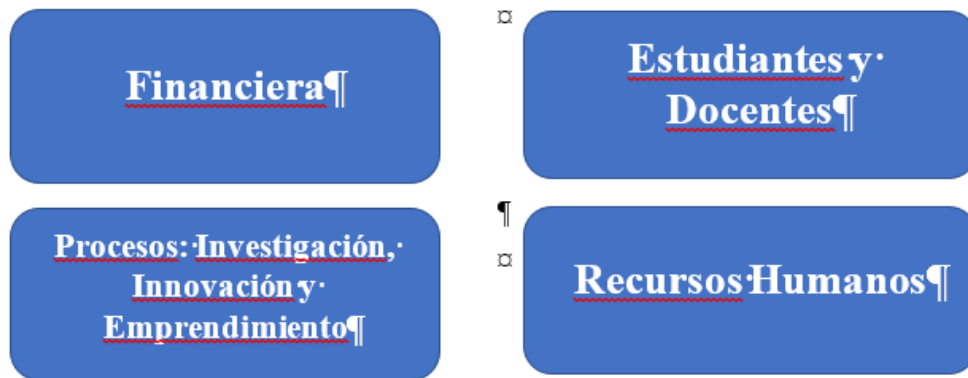 Financiera¶
Estudiantes y·
Docentes¶
Procesos:·Investigación,·
Innovación y·
Emprendimiento¶
Recursos·Humanos¶